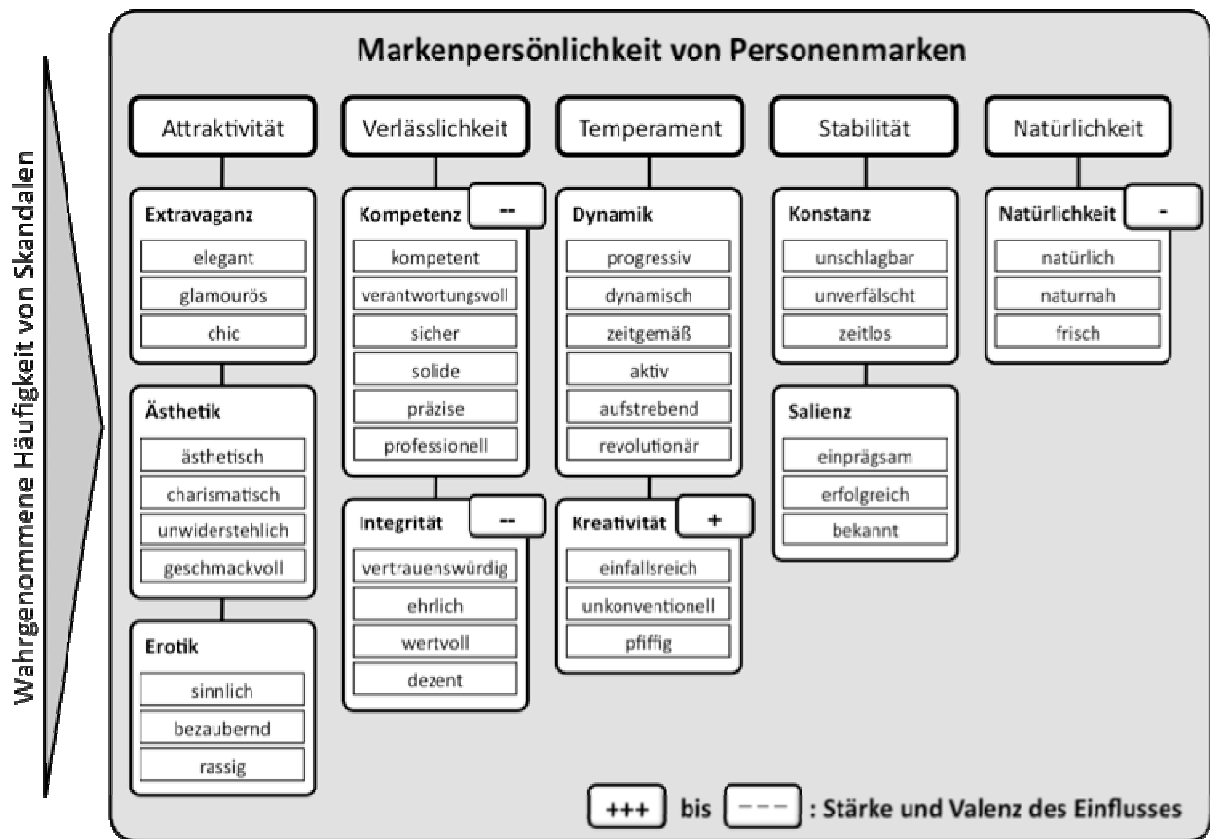 Wahrgenommene Häufigkeit von Skandalen
Markenpersönlichkeit von Personenmarken
Attraktivität
Extravaganz
elegant
glamourös
chic
Ästhetik
ästhetisch
charismatisch
unwiderstehlich
geschmackvoll
Erotik
sinnlich
bezaubernd
rassig
Verlässlichkeit
Kompetenz --
kompetent
verantwortungsvoll
sicher
solide
präzise
professionell
Integrität --
vertrauenswürdig
ehrlich
wertvoll
dezent
Temperament
Dynamik
progressiv
dynamisch
zeitgemäß
aktiv
aufstrebend
revolutionär
Kreativität +
einfallsreich
unkonventionell
pfiffig
Stabilität
Konstanz
unschlagbar
unverfälscht
zeitlos
Salienz
einprägsam
erfolgreich
bekannt
Natürlichkeit
Natürlichkeit -
natürlich
naturnah
frisch
+++ bis --- : Stärke und Valenz des Einflusses